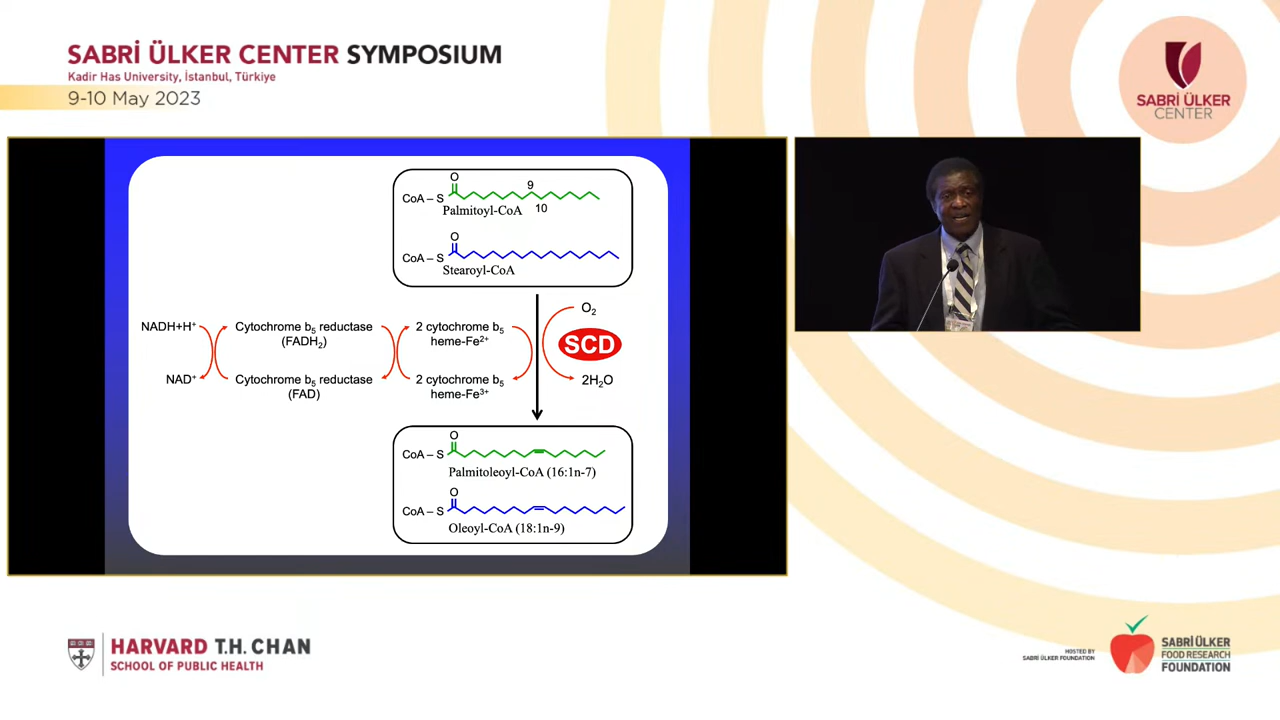 SABRİ ÜLKER CENTER SYMPOSIUM
Kadir Has University, İstanbul, Türkiye
9-10 May 2023
SABRİ ÜLKER
CENTER
O
9
CoA – S
Palmitoyl-CoA
10
O
CoA – S
Stearoyl-CoA
O₂
NADH+H⁺
Cytochrome b₅ reductase
(FADH₂)
2 cytochrome b₅
heme-Fe²⁺
SCD
NAD⁺
Cytochrome b₅ reductase
(FAD)
2 cytochrome b₅
heme-Fe³⁺
2H₂O
O
CoA – S
Palmitoleoyl-CoA (16:1n-7)
O
CoA – S
Oleoyl-CoA (18:1n-9)
HARVARD T.H. CHAN
SCHOOL OF PUBLIC HEALTH
HOSTED BY
SABRİ ÜLKER FOUNDATION
SABRİ ÜLKER
FOOD RESEARCH
FOUNDATION